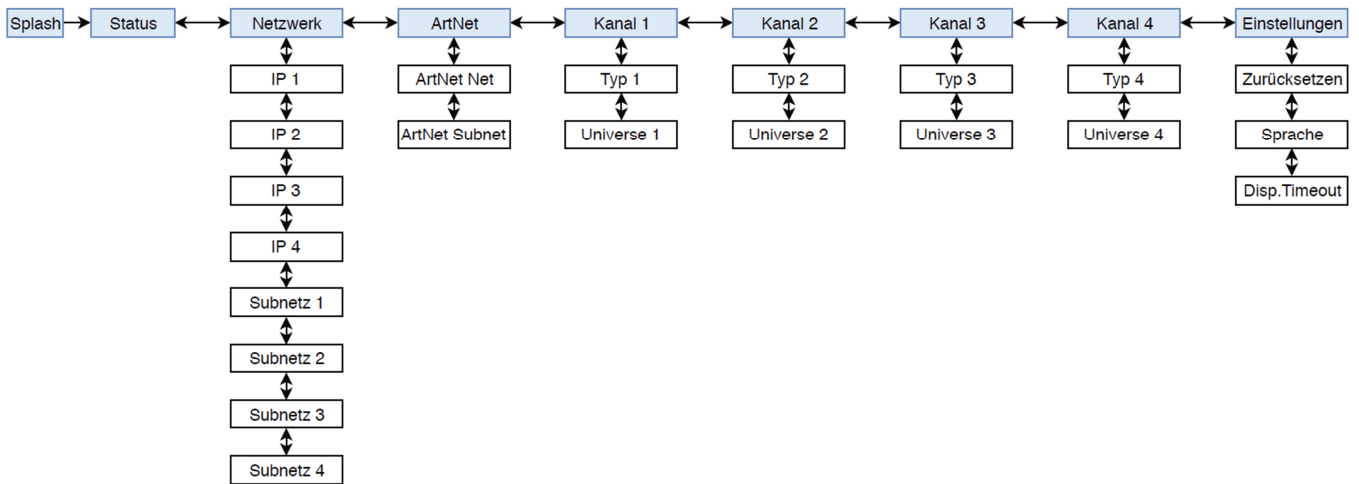 Splash
Status
Netzwerk
ArtNet
Kanal 1
Kanal 2
Kanal 3
Kanal 4
Einstellungen
IP 1
ArtNet Net
Typ 1
Typ 2
Typ 3
Typ 4
Zurücksetzen
IP 2
ArtNet Subnet
Universe 1
Universe 2
Universe 3
Universe 4
Sprache
IP 3
Disp.Timeout
IP 4
Subnetz 1
Subnetz 2
Subnetz 3
Subnetz 4